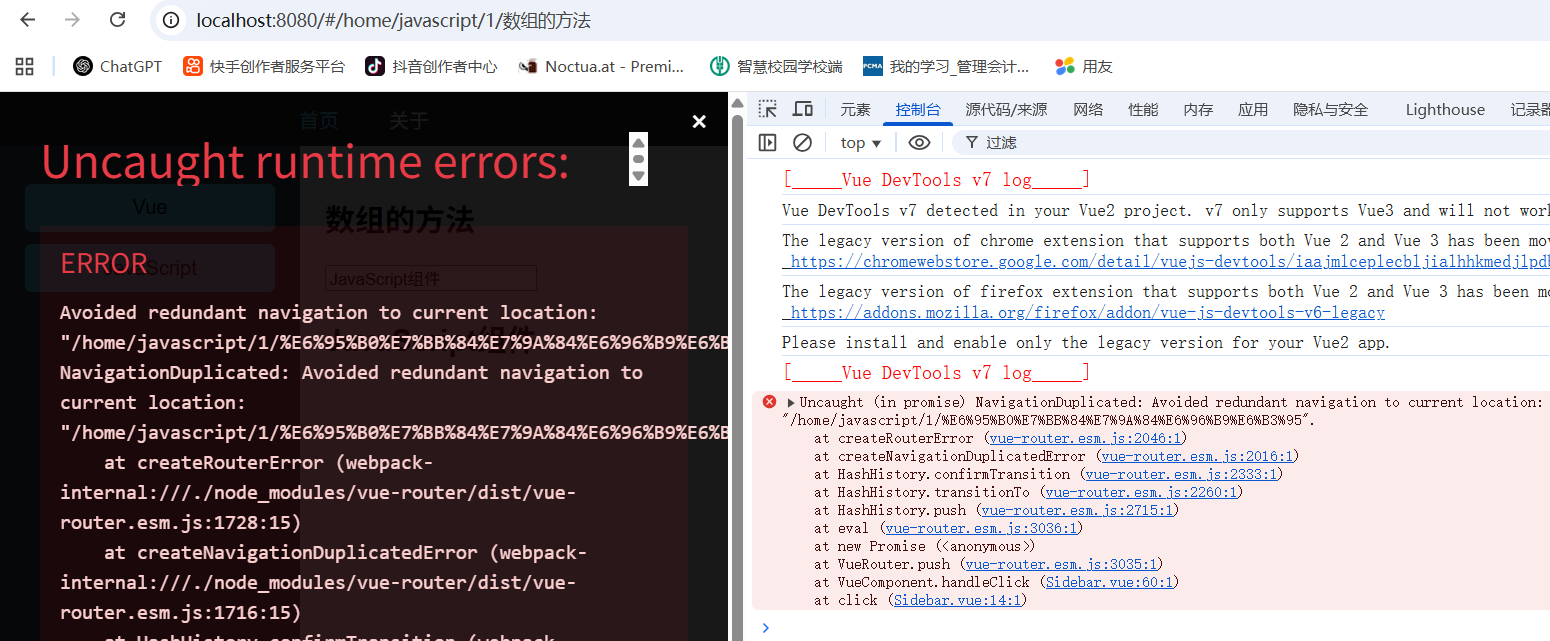 localhost:8080/#/home/javascript/1/数组的方法
ChatGPT 快手创作者服务平台 抖音创作者中心 Noctua.at - Premi... 智慧校园学校端 PCMA 我的学习_管理会计... 用友
首页 关于
Uncaught runtime errors:
Vue
数组的方法
ERROR
JavaScript组件
Avoided redundant navigation to current location:
"/home/javascript/1/%E6%95%B0%E7%BB%84%E7%9A%84%E6%96%B9%E6%B
NavigationDuplicated: Avoided redundant navigation to
current location:
"/home/javascript/1/%E6%95%B0%E7%BB%84%E7%9A%84%E6%96%B9%E6%B
at createRouterError (webpack-
internal:///./node_modules/vue-router/dist/vue-
router.esm.js:1728:15)
at createNavigationDuplicatedError (webpack-
internal:///./node_modules/vue-router/dist/vue-
router.esm.js:1716:15)
at HashHistory.confirmTransition (webpack-
元素 控制台 源代码/来源 网络 性能 内存 应用 隐私与安全 Lighthouse 记录器
top 过滤
[_____Vue DevTools v7 log_____]
Vue DevTools v7 detected in your Vue2 project. v7 only supports Vue3 and will not work
The legacy version of chrome extension that supports both Vue 2 and Vue 3 has been mov
https://chromewebstore.google.com/detail/vuejs-devtools/iaajmlceplecbljialhhkmedjlpdb
The legacy version of firefox extension that supports both Vue 2 and Vue 3 has been mo
https://addons.mozilla.org/firefox/addon/vue-js-devtools-v6-legacy
Please install and enable only the legacy version for your Vue2 app.
[_____Vue DevTools v7 log_____]
Uncaught (in promise) NavigationDuplicated: Avoided redundant navigation to current location:
"/home/javascript/1/%E6%95%B0%E7%BB%84%E7%9A%84%E6%96%B9%E6%B3%95".
at createRouterError (vue-router.esm.js:2046:1)
at createNavigationDuplicatedError (vue-router.esm.js:2016:1)
at HashHistory.confirmTransition (vue-router.esm.js:2333:1)
at HashHistory.transitionTo (vue-router.esm.js:2260:1)
at HashHistory.push (vue-router.esm.js:2715:1)
at eval (vue-router.esm.js:3036:1)
at new Promise (<anonymous>)
at VueRouter.push (vue-router.esm.js:3035:1)
at VueComponent.handleClick (Sidebar.vue:60:1)
at click (Sidebar.vue:14:1)